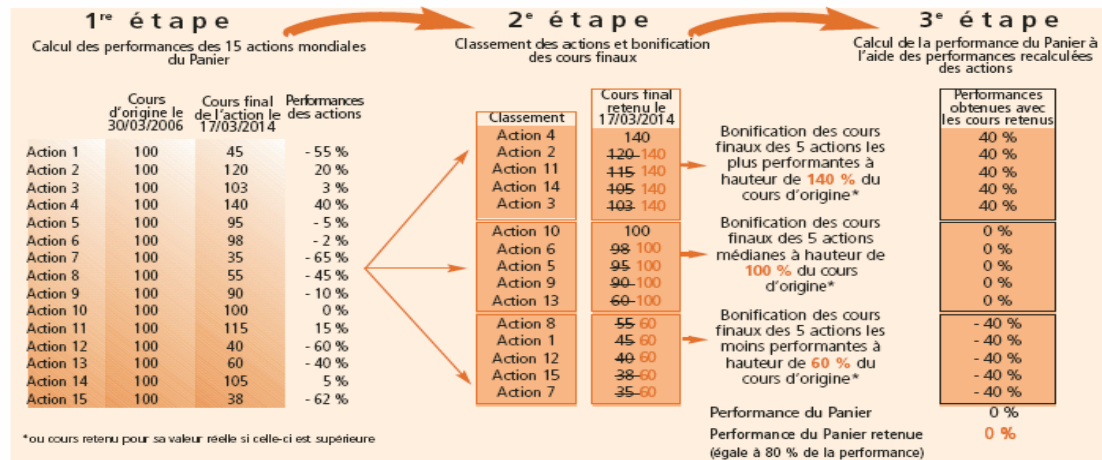 1re étape
Calcul des performances des 15 actions mondiales
du Panier
Cours
d'origine le
30/03/2006
Cours final
de l'action le
17/03/2014
Performances
des actions
Action 1 100 45 - 55 %
Action 2 100 120 20 %
Action 3 100 103 3 %
Action 4 100 140 40 %
Action 5 100 95 - 5 %
Action 6 100 98 - 2 %
Action 7 100 35 - 65 %
Action 8 100 55 - 45 %
Action 9 100 90 - 10 %
Action 10 100 100 0 %
Action 11 100 115 15 %
Action 12 100 40 - 60 %
Action 13 100 60 - 40 %
Action 14 100 105 5 %
Action 15 100 38 - 62 %
*ou cours retenu pour sa valeur réelle si celle-ci est supérieure
2e étape
Classement des actions et bonification
des cours finaux
Classement
Cours final
retenu le
17/03/2014
Action 4 140
Action 2 120 140
Action 11 115 140
Action 14 105 140
Action 3 103 140
Action 10 100
Action 6 98 100
Action 5 95 100
Action 9 90 100
Action 13 60 100
Action 8 55 60
Action 1 45 60
Action 12 40 60
Action 15 38 60
Action 7 35 60
Bonification des cours
finaux des 5 actions les
plus performantes à
hauteur de 140 % du
cours d'origine*
Bonification des cours
finaux des 5 actions
médianes à hauteur de
100 % du cours
d'origine*
Bonification des cours
finaux des 5 actions les
moins performantes à
hauteur de 60 % du
cours d'origine*
3e étape
Calcul de la performance du Panier à
l'aide des performances recalculées
des actions
Performances
obtenues avec
les cours retenus
40 %
40 %
40 %
40 %
40 %
0 %
0 %
0 %
0 %
0 %
- 40 %
- 40 %
- 40 %
- 40 %
- 40 %
Performance du Panier 0 %
Performance du Panier retenue 0 %
(égale à 80 % de la performance)